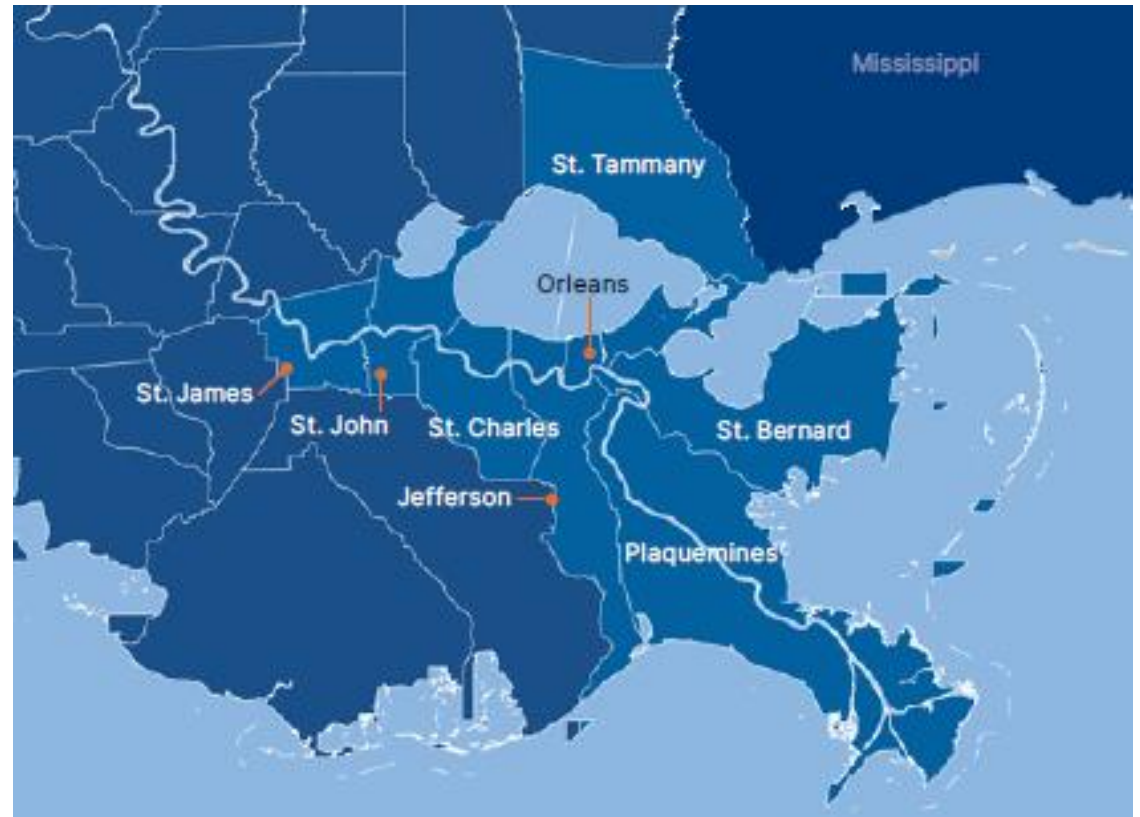 Mississippi
St. Tammany
Orleans
St. James
St. John
St. Charles
St. Bernard
Jefferson
Plaquemines